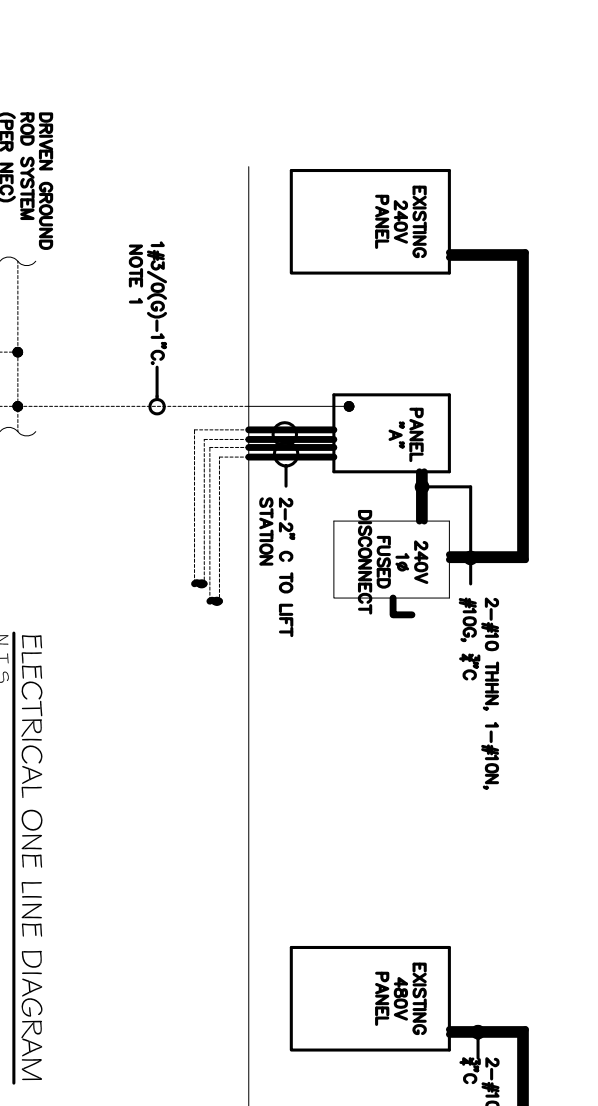 EXISTING
240V
PANEL
PANEL
"A"
240V
1Ø
FUSED
DISCONNECT
2-#10 THHN, 1-#10N,
#10G, ¾"C
2-2" C TO LIFT
STATION
1#3/0(G)-1"C.
NOTE 1
DRIVEN GROUND
ROD SYSTEM
(PER NEC)
EXISTING
480V
PANEL
2-#10
¾"C
ELECTRICAL ONE LINE DIAGRAM
N.T.S.